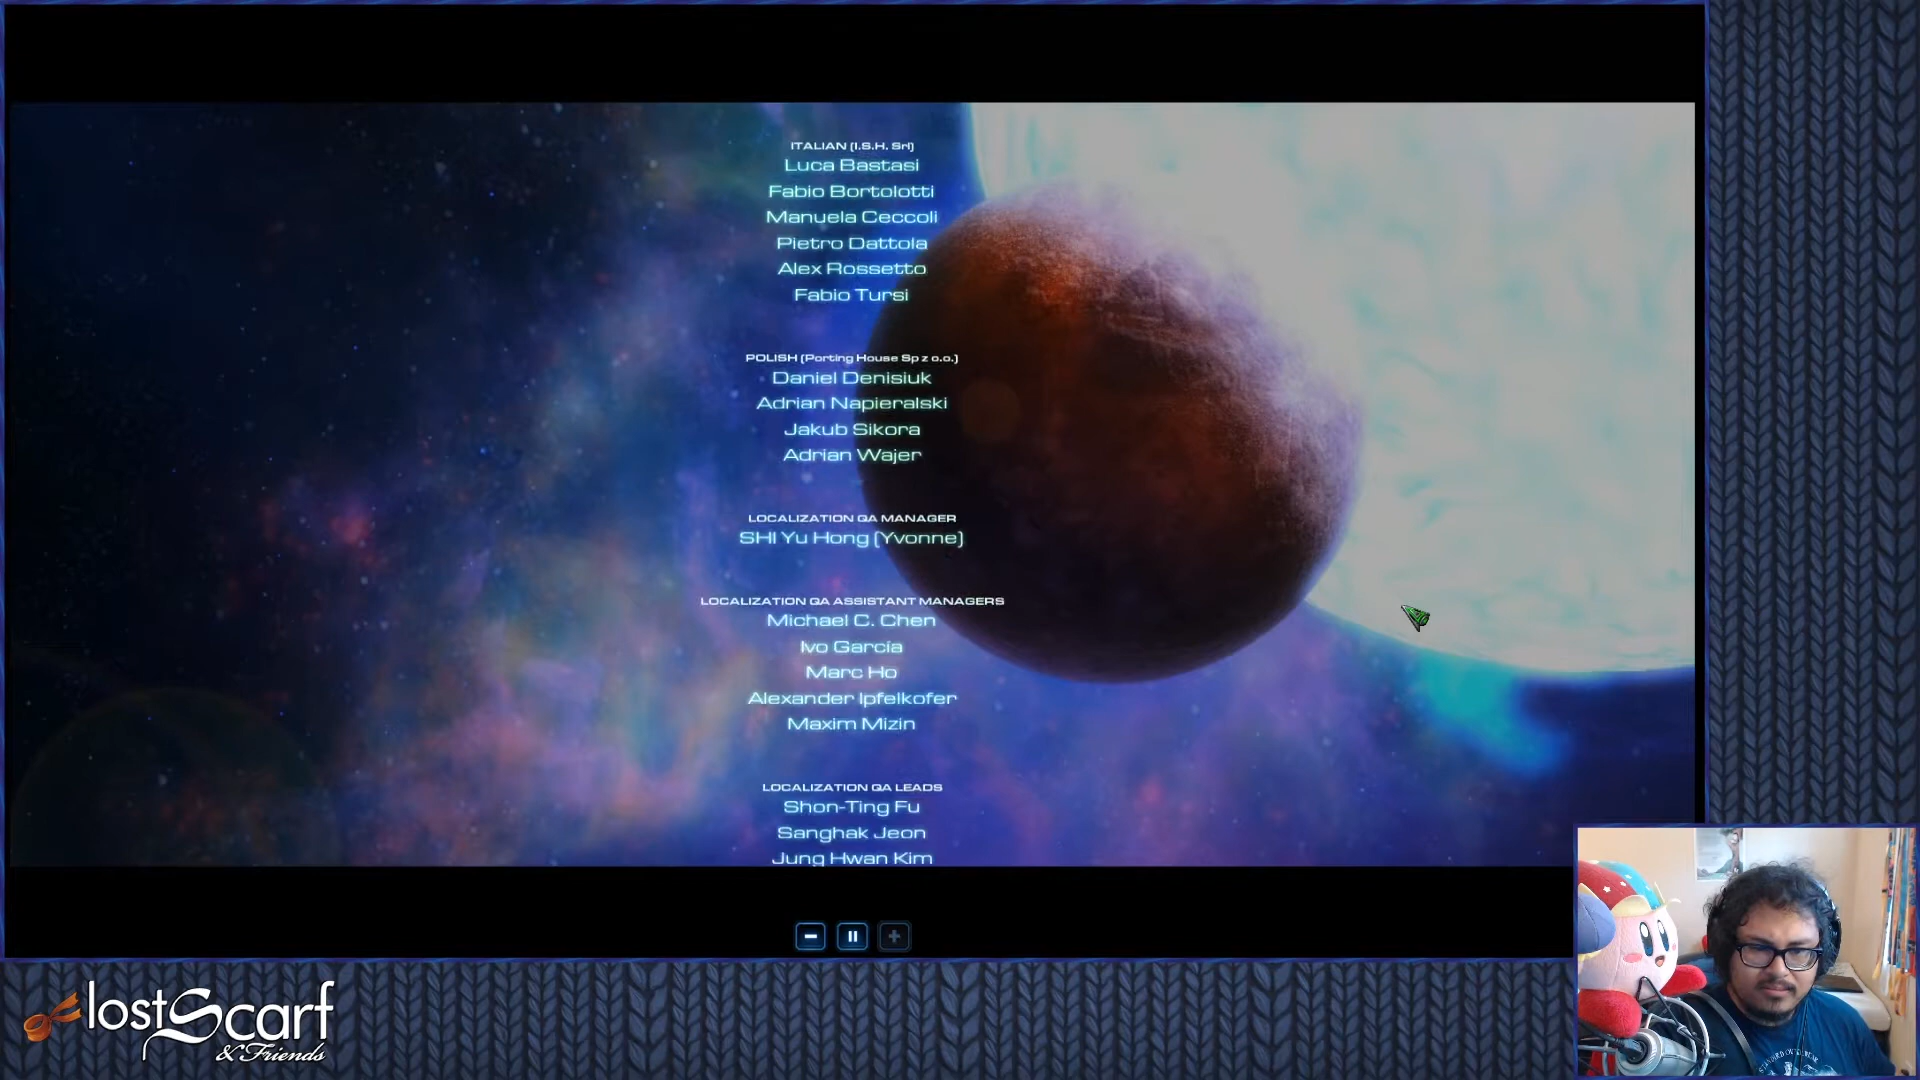 ITALIAN (I.S.H. Srl)
Luca Bastasi
Fabio Bortolotti
Manuela Ceccoli
Pietro Dattola
Alex Rossetto
Fabio Tursi
POLISH (Porting House Sp z o.o.)
Daniel Denisiuk
Adrian Napieralski
Jakub Sikora
Adrian Wajer
LOCALIZATION QA MANAGER
SHI Yu Hong (Yvonne)
LOCALIZATION QA ASSISTANT MANAGERS
Michael C. Chen
Ivo García
Marc Ho
Alexander Ipfelkofer
Maxim Mizin
LOCALIZATION QA LEADS
Shon-Ting Fu
Sanghak Jeon
Jung Hwan Kim
lostScarf
& Friends